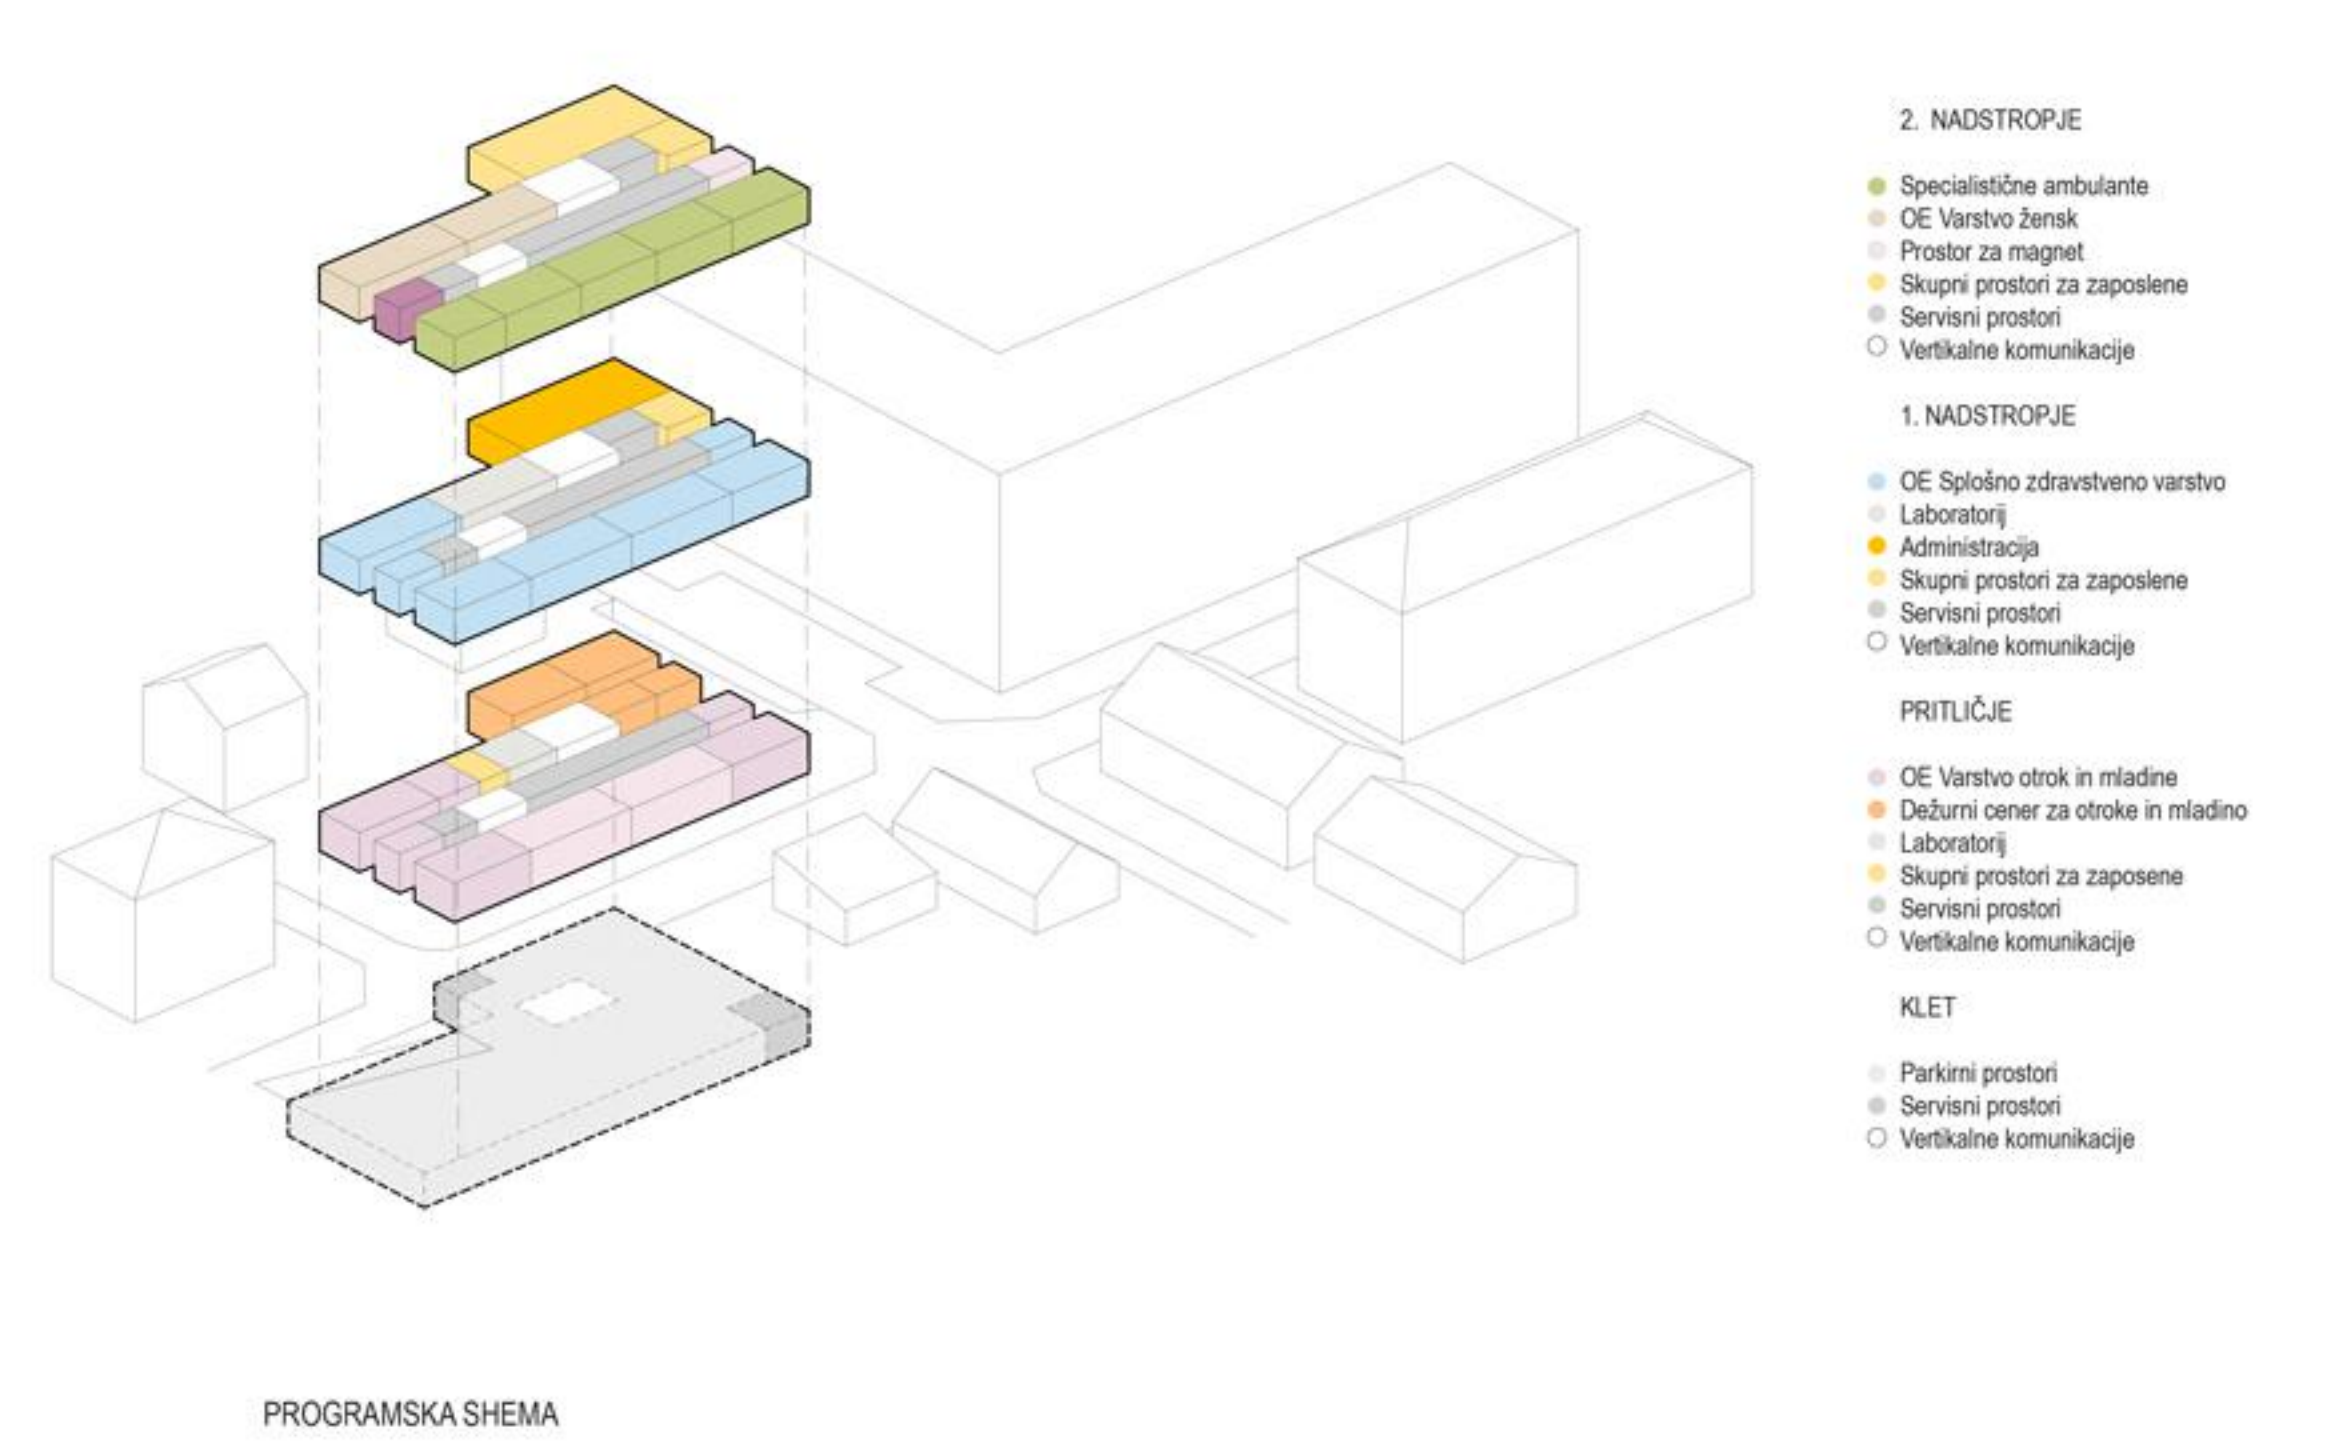 2. NADSTROPJE
Specialistične ambulante
OE Varstvo žensk
Prostor za magnet
Skupni prostori za zaposlene
Servisni prostori
Vertikalne komunikacije
1. NADSTROPJE
OE Splošno zdravstveno varstvo
Laboratorij
Administracija
Skupni prostori za zaposlene
Servisni prostori
Vertikalne komunikacije
PRITLIČJE
OE Varstvo otrok in mladine
Dežurni cener za otroke in mladino
Laboratorij
Skupni prostori za zaposene
Servisni prostori
Vertikalne komunikacije
KLET
Parkirni prostori
Servisni prostori
Vertikalne komunikacije
PROGRAMSKA SHEMA